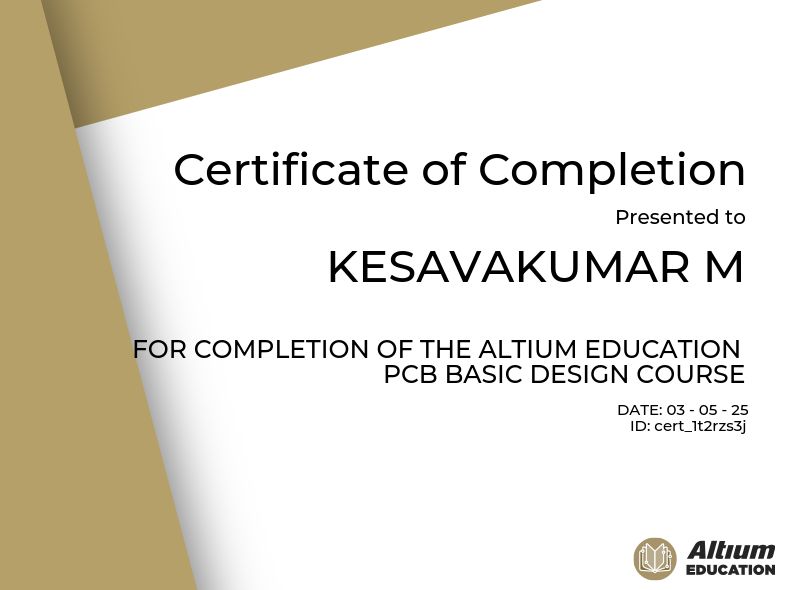 Certificate of Completion
Presented to
KESAVAKUMAR M
FOR COMPLETION OF THE ALTIUM EDUCATION
PCB BASIC DESIGN COURSE
DATE: 03 - 05 - 25
ID: cert_1t2rzs3j
Altium
EDUCATION